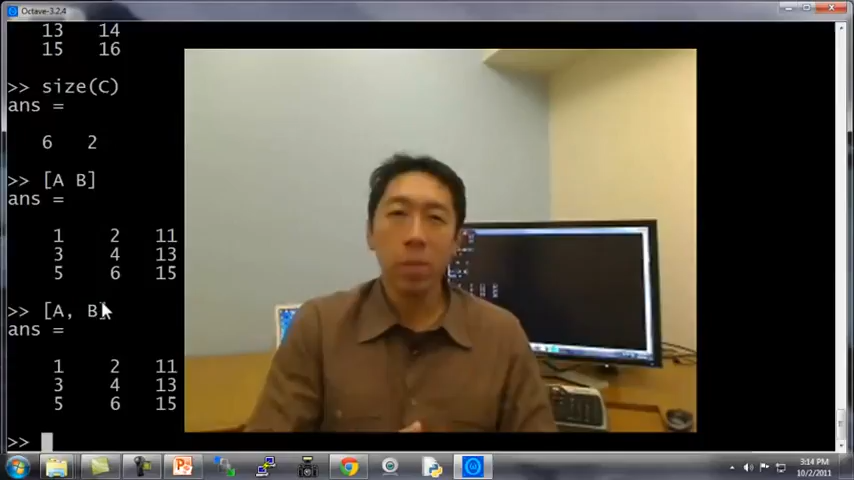 Octave-3.2.4
13 14
15 16
>> size(C)
ans =
6 2
>> [A B]
ans =
1 2 11
3 4 13
5 6 15
>> [A, B]
ans =
1 2 11
3 4 13
5 6 15
>>
3:14 PM
10/2/2011